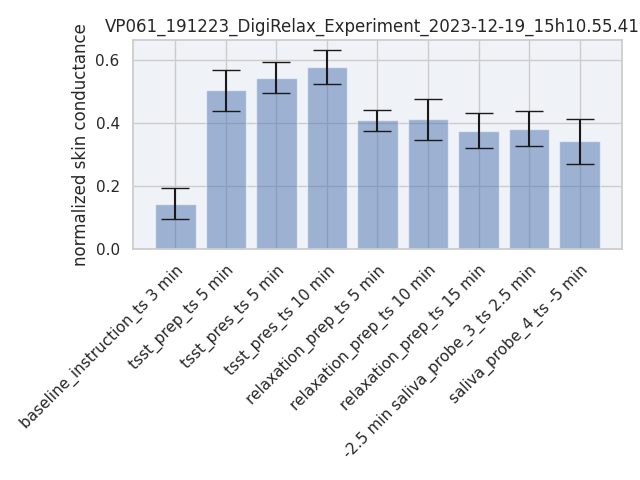 VP061_191223_DigiRelax_Experiment_2023-12-19_15h10.55.41
normalized skin conductance
0.6
0.4
0.2
0.0
baseline_instruction_ts 3 min
tsst_prep_ts 5 min
tsst_pres_ts 5 min
tsst_pres_ts 10 min
relaxation_prep_ts 5 min
relaxation_prep_ts 10 min
relaxation_prep_ts 15 min
-2.5 min saliva_probe_3_ts 2.5 min
saliva_probe_4_ts -5 min